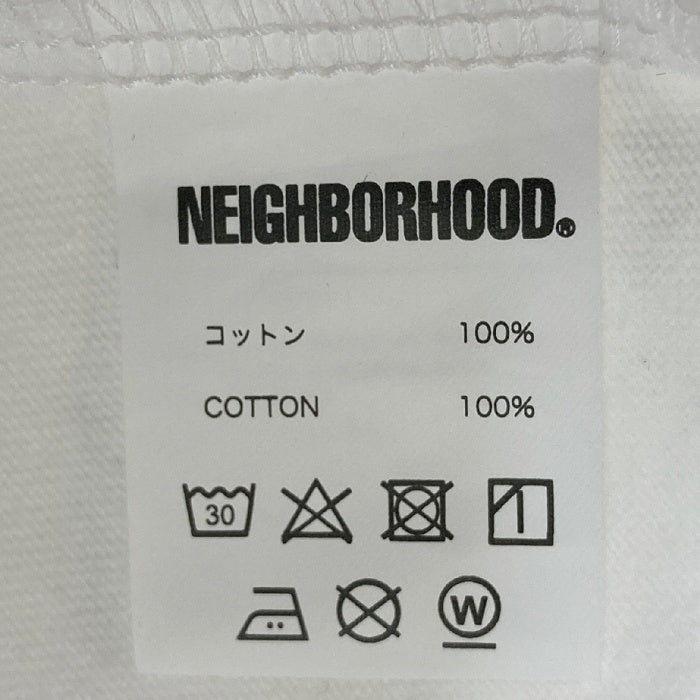 NEIGHBORHOOD®
コットン 100%
COTTON 100%
30
W